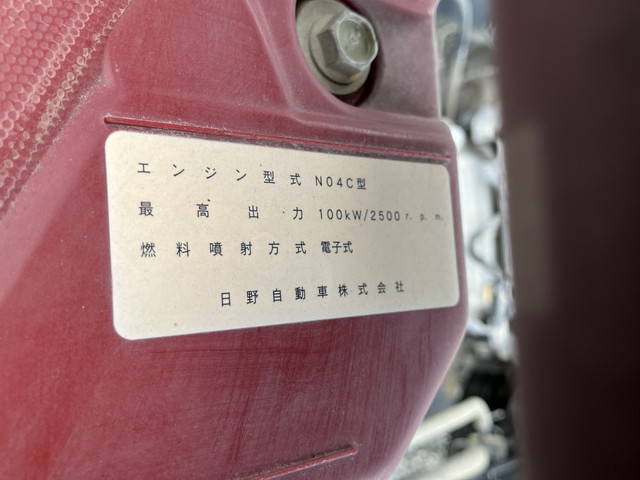 エンジン型式 N04C型
最高出力 100kW/2500r.p.m.
燃料噴射方式 電子式
日野自動車株式会社